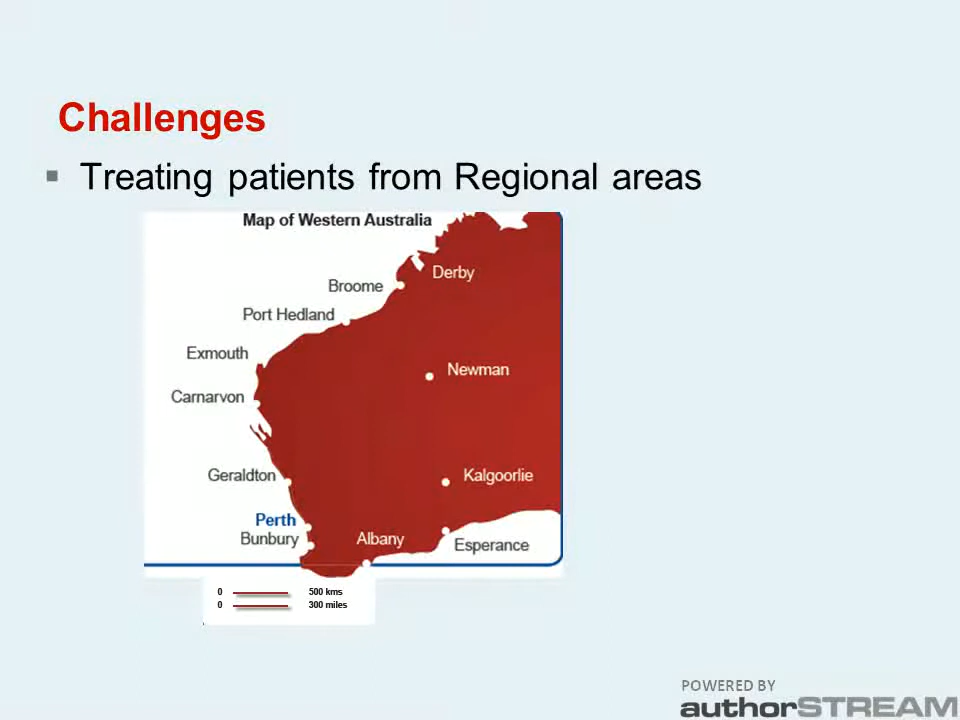 Challenges
▪ Treating patients from Regional areas
Map of Western Australia
Derby
Broome
Port Hedland
Exmouth
Newman
Carnarvon
Geraldton
Kalgoorlie
Perth
Bunbury
Albany
Esperance
0 500 kms
0 300 miles
POWERED BY
authorSTREAM